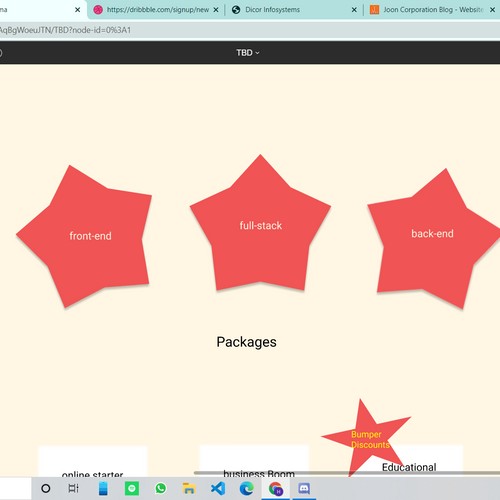 ma
https://dribbble.com/signup/new
Dicor Infosystems
Joon Corporation Blog - Website
AqBgWoeuJTN/TBD?node-id=0%3A1
TBD
front-end
full-stack
back-end
Packages
Bumper
Discounts
online starter
business Boom
Educational